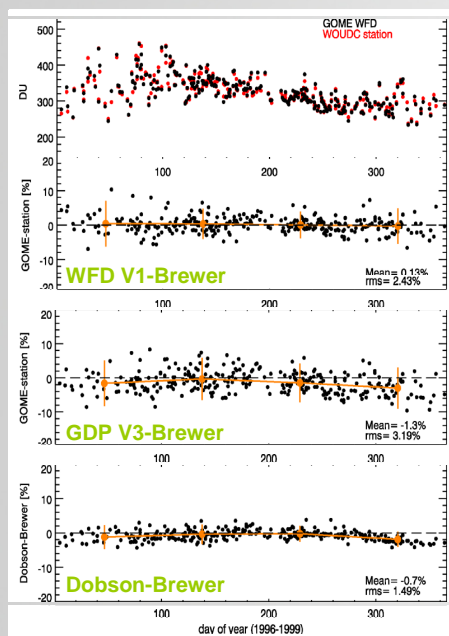 GOME WFD
WOUDC station
500
400
300
200
DU
100 200 300
20
10
0
-10
-20
GOME-station [%]
WFD V1-Brewer
Mean= 0.13%
rms= 2.43%
100 200 300
20
10
0
-10
-20
GOME-station [%]
GDP V3-Brewer
Mean= -1.3%
rms= 3.19%
100 200 300
20
10
0
-10
-20
Dobson-Brewer [%]
Dobson-Brewer
Mean= -0.7%
rms= 1.49%
100 200 300
day of year (1996-1999)